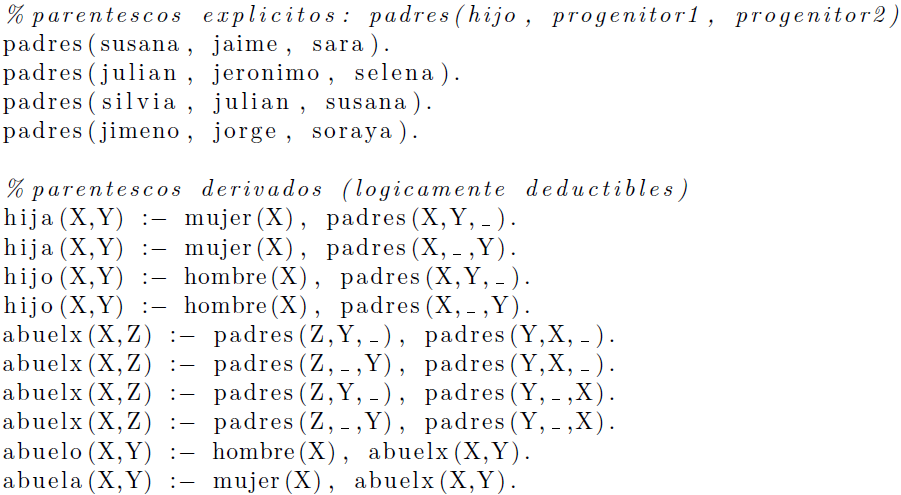 % parentescos explicitos: padres(hijo, progenitor1, progenitor2)
padres(susana, jaime, sara).
padres(julian, jeronimo, selena).
padres(silvia, julian, susana).
padres(jimeno, jorge, soraya).
% parentescos derivados (logicamente deductibles)
hija(X,Y) :- mujer(X), padres(X,Y,_).
hija(X,Y) :- mujer(X), padres(X,_,Y).
hijo(X,Y) :- hombre(X), padres(X,Y,_).
hijo(X,Y) :- hombre(X), padres(X,_,Y).
abuelx(X,Z) :- padres(Z,Y,_), padres(Y,X,_).
abuelx(X,Z) :- padres(Z,_,Y), padres(Y,X,_).
abuelx(X,Z) :- padres(Z,Y,_), padres(Y,_,X).
abuelx(X,Z) :- padres(Z,_,Y), padres(Y,_,X).
abuelo(X,Y) :- hombre(X), abuelx(X,Y).
abuela(X,Y) :- mujer(X), abuelx(X,Y).